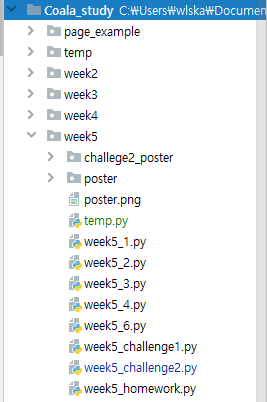 Coala_study C:￦Users￦wlska￦Documen
page_example
temp
week2
week3
week4
week5
challege2_poster
poster
poster.png
temp.py
week5_1.py
week5_2.py
week5_3.py
week5_4.py
week5_6.py
week5_challenge1.py
week5_challenge2.py
week5_homework.py